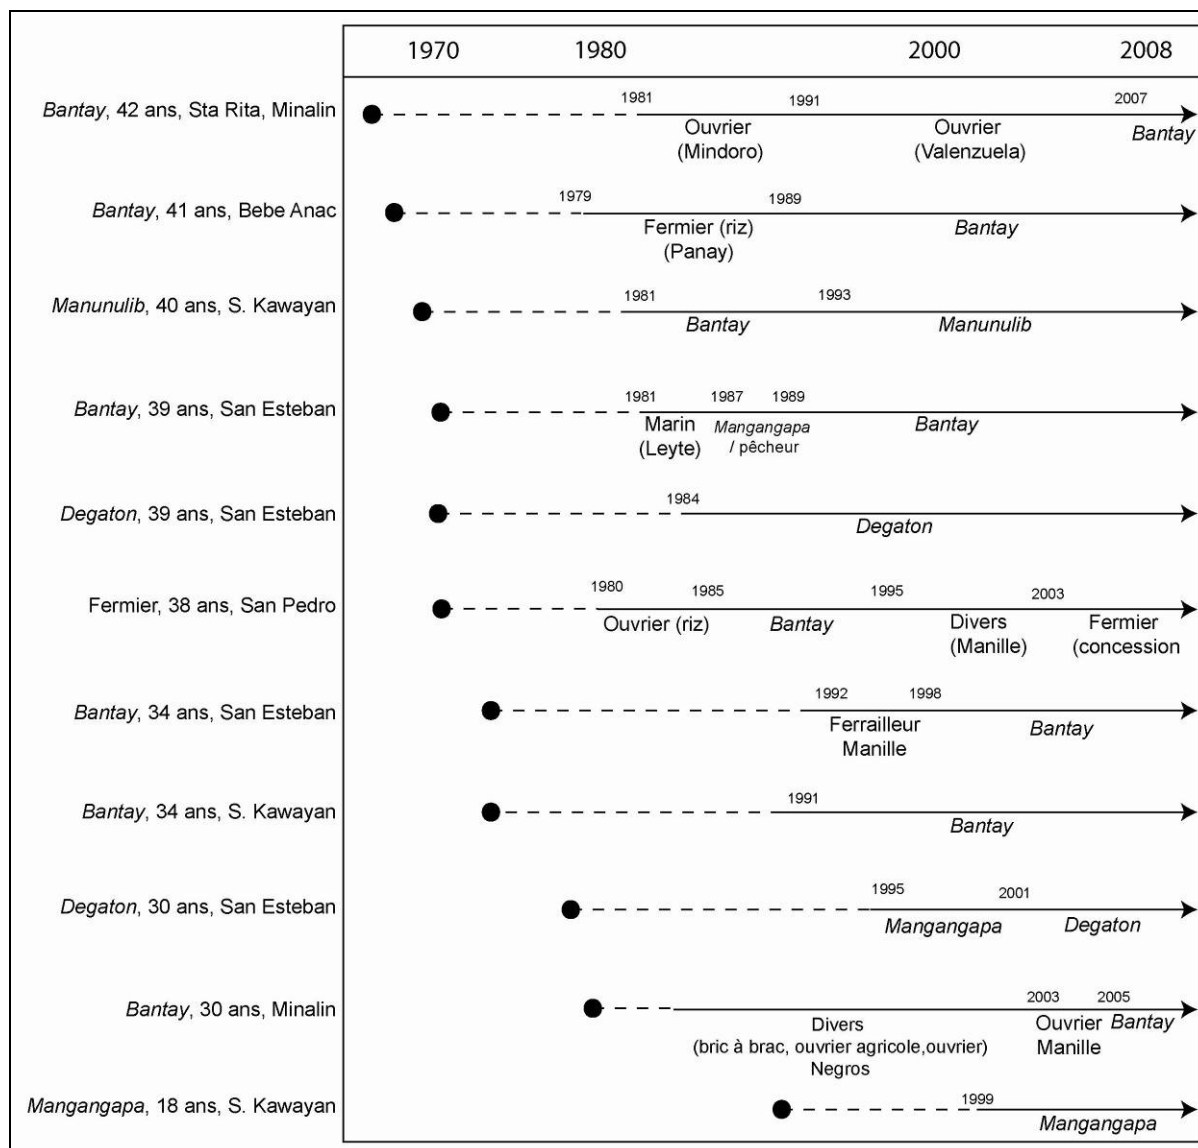 1970 1980 2000 2008
Bantay, 42 ans, Sta Rita, Minalin
1981 1991 2007
Ouvrier
(Mindoro)
Ouvrier
(Valenzuela)
Bantay
Bantay, 41 ans, Bebe Anac
1979 1989
Fermier (riz)
(Panay)
Bantay
Manunulib, 40 ans, S. Kawayan
1981 1993
Bantay
Manunulib
Bantay, 39 ans, San Esteban
1981 1987 1989
Marin
(Leyte)
Mangangapa
/ pêcheur
Bantay
Degaton, 39 ans, San Esteban
1984
Degaton
Fermier, 38 ans, San Pedro
1980 1985 1995 2003
Ouvrier (riz)
Bantay
Divers
(Manille)
Fermier
(concession
Bantay, 34 ans, San Esteban
1992 1998
Ferrailleur
Manille
Bantay
Bantay, 34 ans, S. Kawayan
1991
Bantay
Degaton, 30 ans, San Esteban
1995 2001
Mangangapa
Degaton
Bantay, 30 ans, Minalin
2003 2005
Divers
(bric à brac, ouvrier agricole,ouvrier)
Negros
Ouvrier
Manille
Bantay
Mangangapa, 18 ans, S. Kawayan
1999
Mangangapa